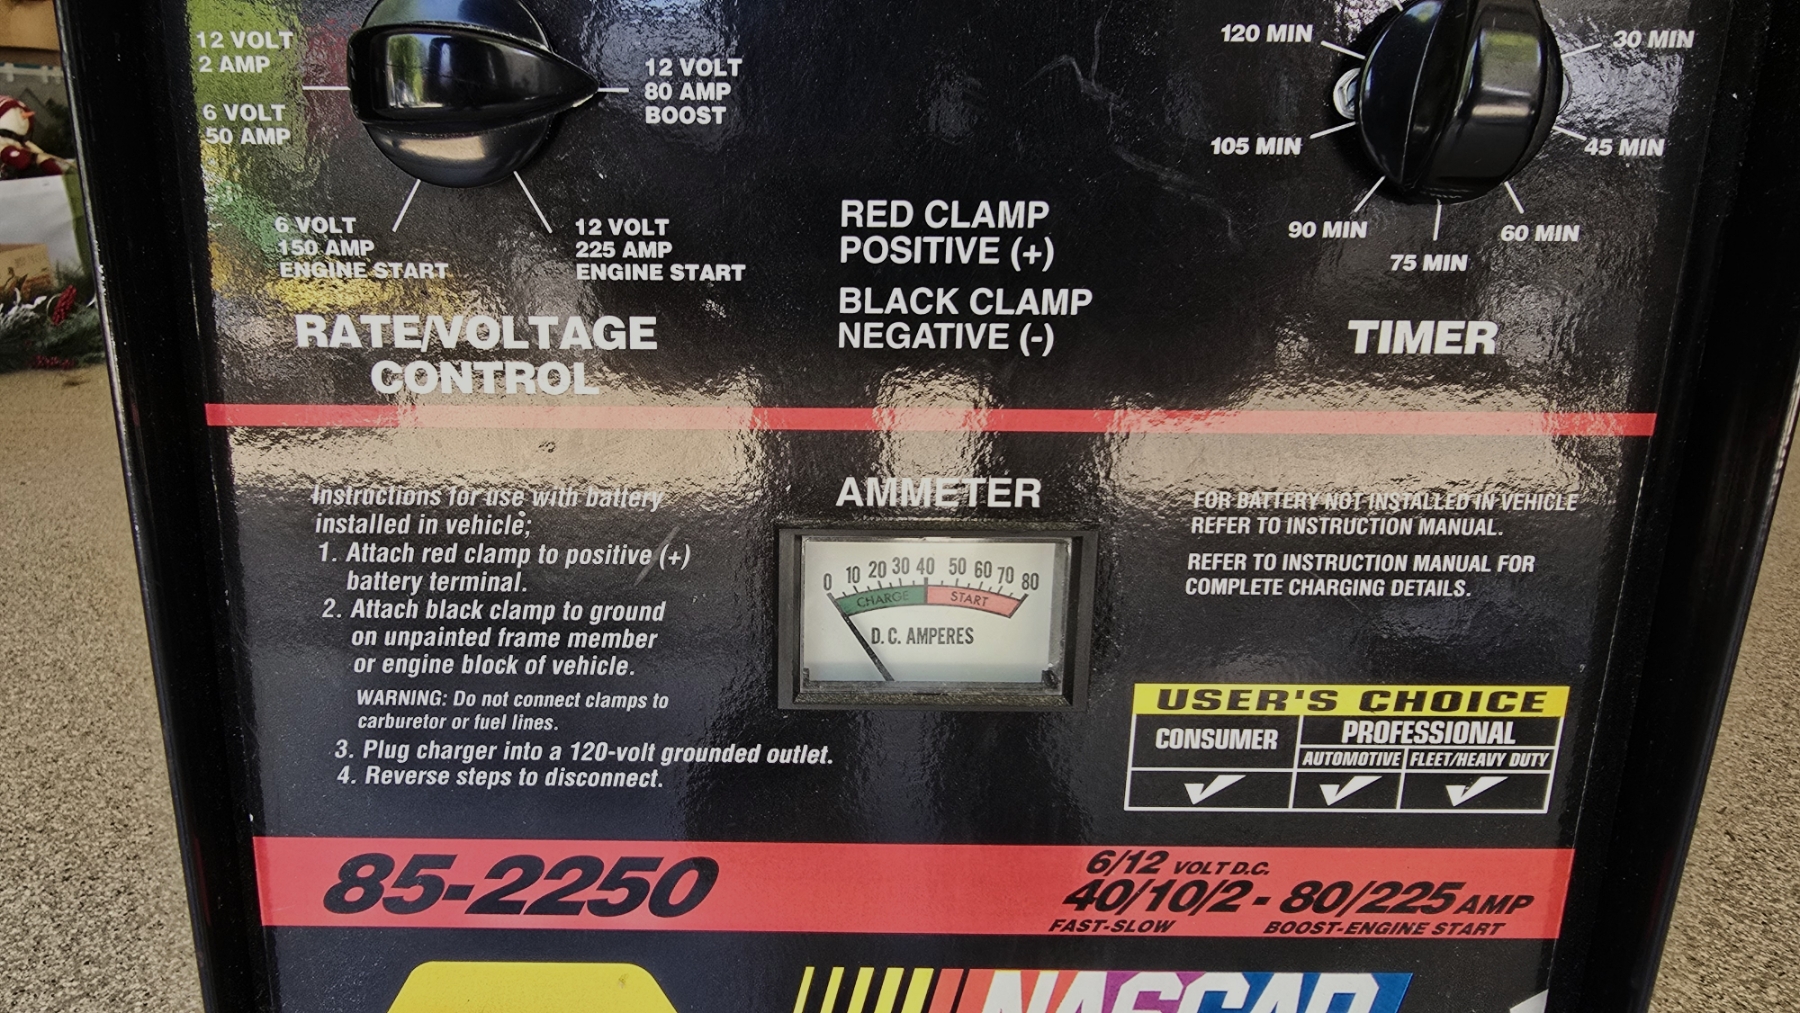 12 VOLT
2 AMP
6 VOLT
50 AMP
6 VOLT
150 AMP
ENGINE START
12 VOLT
225 AMP
ENGINE START
12 VOLT
80 AMP
BOOST
RATE/VOLTAGE
CONTROL
RED CLAMP
POSITIVE (+)
BLACK CLAMP
NEGATIVE (-)
120 MIN
30 MIN
105 MIN
45 MIN
90 MIN
60 MIN
75 MIN
TIMER
Instructions for use with battery
installed in vehicle;
1. Attach red clamp to positive (+)
battery terminal.
2. Attach black clamp to ground
on unpainted frame member
or engine block of vehicle.
WARNING: Do not connect clamps to
carburetor or fuel lines.
3. Plug charger into a 120-volt grounded outlet.
4. Reverse steps to disconnect.
AMMETER
0 10 20 30 40 50 60 70 80
CHARGE START
D.C. AMPERES
FOR BATTERY NOT INSTALLED IN VEHICLE
REFER TO INSTRUCTION MANUAL.
REFER TO INSTRUCTION MANUAL FOR
COMPLETE CHARGING DETAILS.
USER'S CHOICE
CONSUMER
PROFESSIONAL
AUTOMOTIVE FLEET/HEAVY DUTY
85-2250
6/12 VOLT D.C.
40/10/2 - 80/225 AMP
FAST-SLOW BOOST-ENGINE START
NASCAR